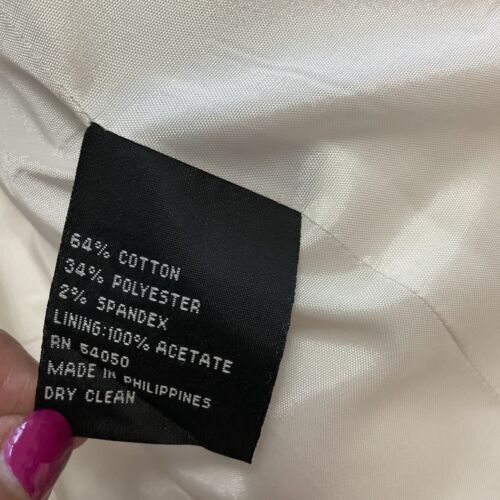 64% COTTON
34% POLYESTER
2% SPANDEX
LINING:100% ACETATE
RN 54050
MADE IN PHILIPPINES
DRY CLEAN